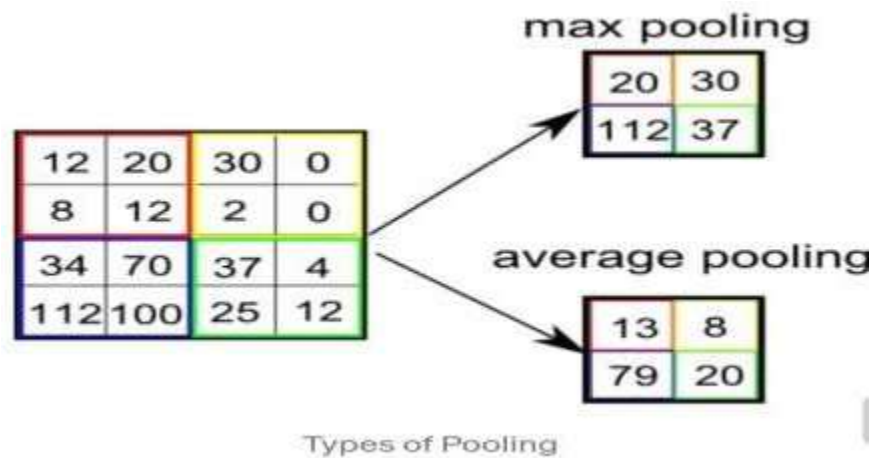 max pooling
20 30
112 37
12 20 30 0
8 12 2 0
34 70 37 4
112 100 25 12
average pooling
13 8
79 20
Types of Pooling